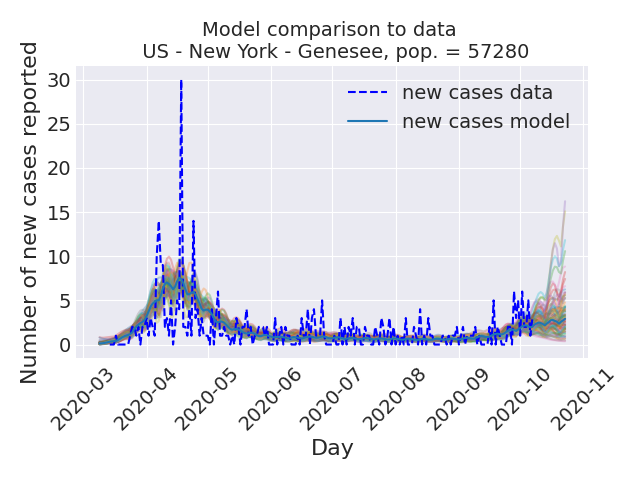 Model comparison to data
US - New York - Genesee, pop. = 57280
Number of new cases reported
30
25
20
15
10
5
0
new cases data
new cases model
2020-03
2020-04
2020-05
2020-06
2020-07
2020-08
2020-09
2020-10
2020-11
Day